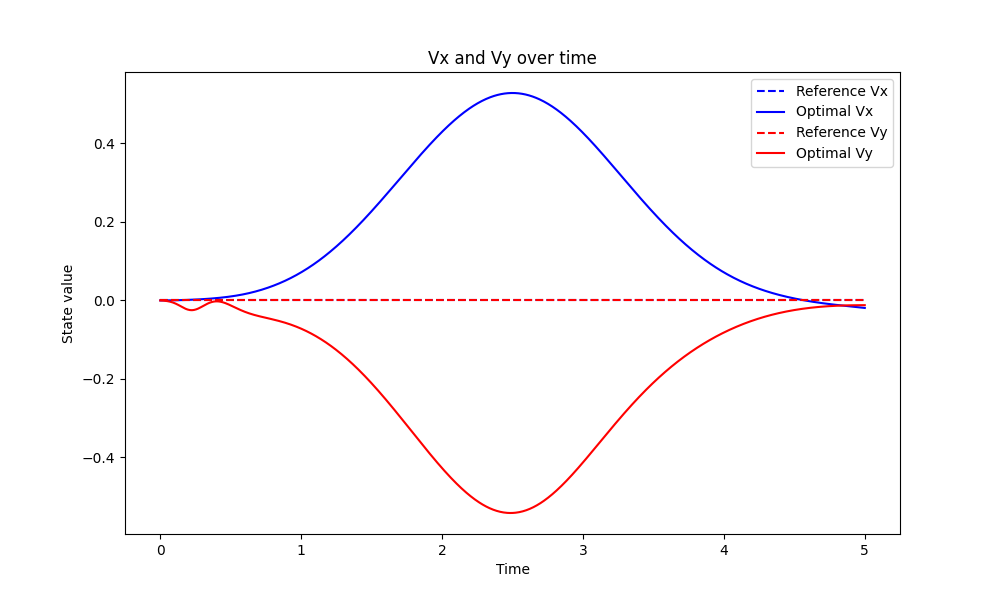 Vx and Vy over time
Reference Vx
Optimal Vx
Reference Vy
Optimal Vy
State value
0.4
0.2
0.0
−0.2
−0.4
0 1 2 3 4 5
Time